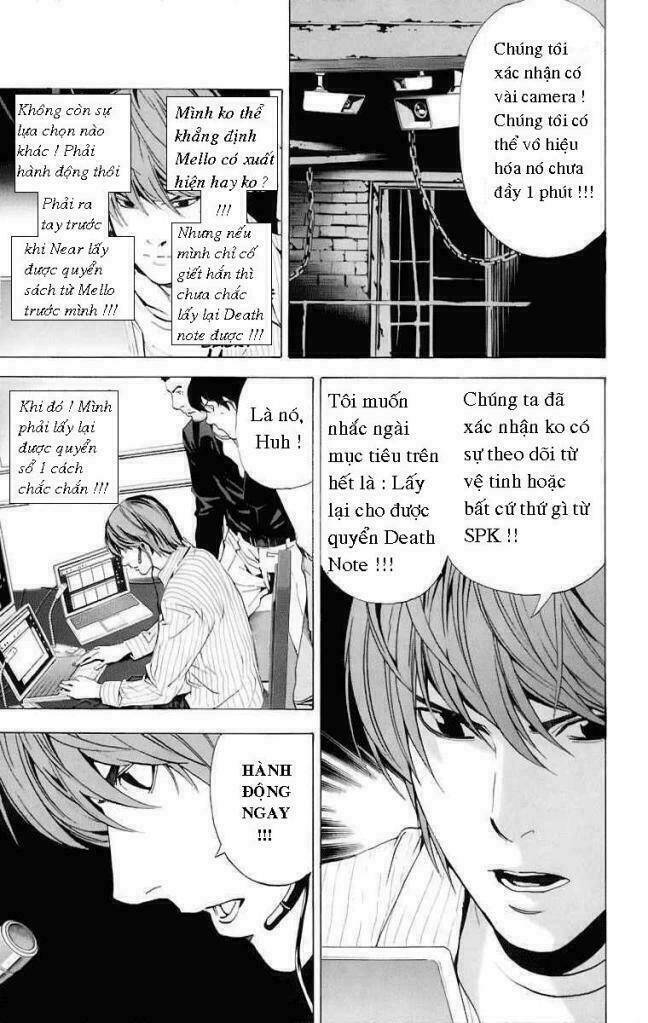 Chúng tôi
xác nhận có
vài camera !
Chúng tôi có
thể vó hiệu
hóa nó chưa
đầy 1 phút !!!
Mình ko thể
khẳng định
Mello có xuất
hiện hay ko ?
!!!
Nhưng nếu
mình chỉ cố
giết hắn thì
chưa chắc
lấy lại Death
note được !!!
Không còn sự
lựa chọn nào
khác ! Phải
hành động thôi
Phải ra
tay trước
khi Near lấy
được quyển
sách từ Mello
trước mình !!!
Chúng ta đã
xác nhận ko có
sự theo dõi từ
vệ tinh hoặc
bất cứ thứ gì từ
SPK !!
Tôi muốn
nhắc ngài
mục tiêu trên
hết là : Lấy
lại cho được
quyển Death
Note !!!
Là nó,
Huh !
Khi đó ! Mình
phải lấy lại
được quyển
sổ 1 cách
chắc chắn !!!
HÀNH
ĐỘNG
NGAY
!!!